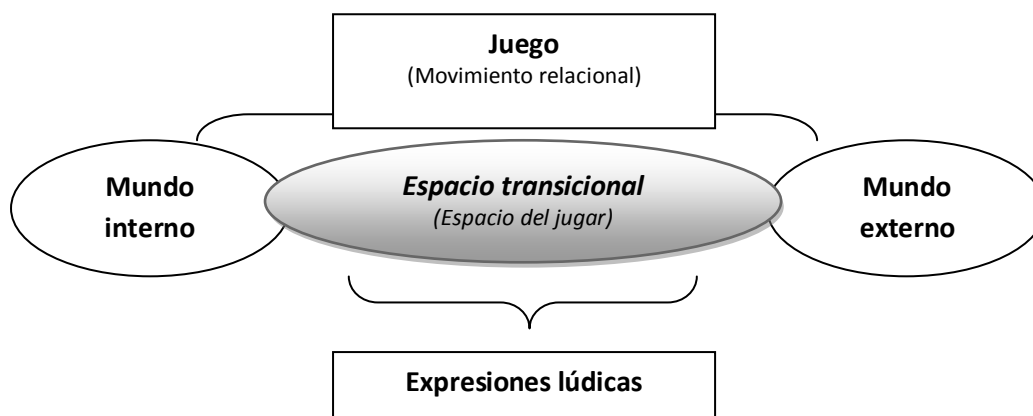 Juego
(Movimiento relacional)
Mundo
interno
Espacio transicional
(Espacio del jugar)
Mundo
externo
Expresiones lúdicas